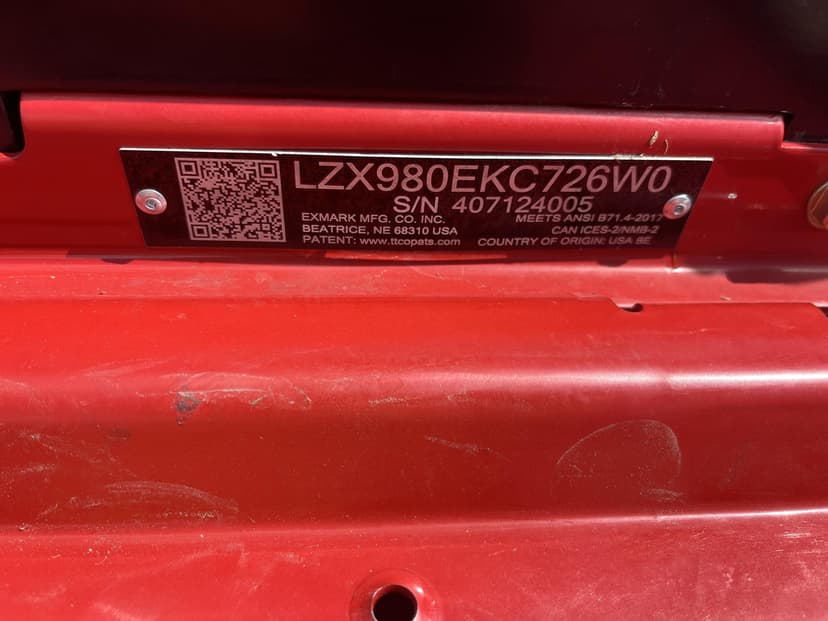 LZX980EKC726W0
S/N 407124005
EXMARK MFG. CO. INC.
MEETS ANSI B71.4-2017
BEATRICE, NE 68310 USA
CAN ICES-2/NMB-2
PATENT: www.ttcopats.com
COUNTRY OF ORIGIN: USA BE